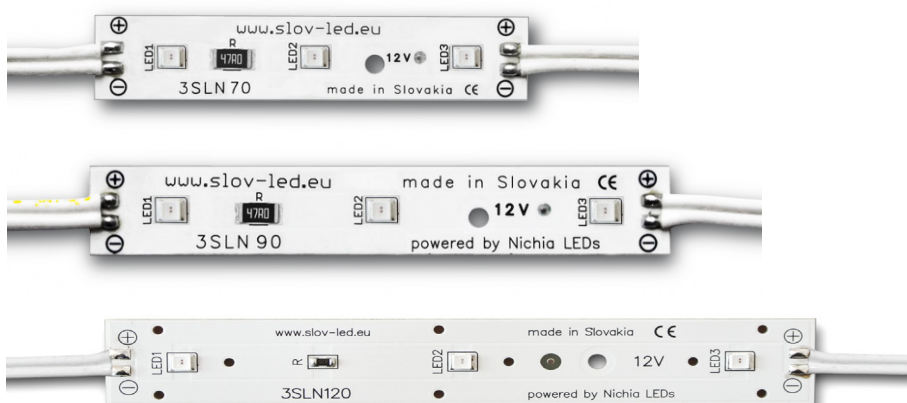 www.slov-led.eu
LED1
R
47R0
LED2
12V
LED3
3SLN70
made in Slovakia CE
www.slov-led.eu
made in Slovakia CE
LED1
R
47R0
LED2
12V
LED3
3SLN90
powered by Nichia LEDs
www.slov-led.eu
made in Slovakia CE
LED1
R
LED2
12V
LED3
3SLN120
powered by Nichia LEDs